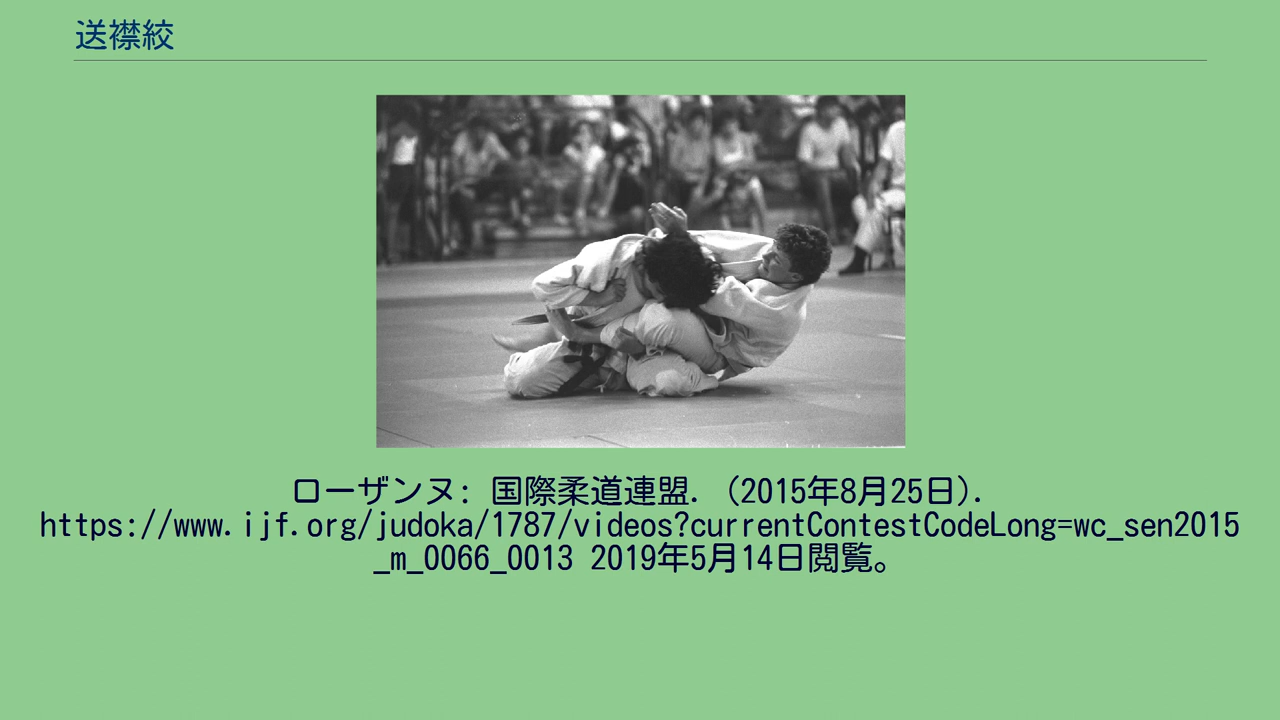 送襟絞
ローザンヌ: 国際柔道連盟. (2015年8月25日).
https://www.ijf.org/judoka/1787/videos?currentContestCodeLong=wc_sen2015
_m_0066_0013 2019年5月14日閲覧。